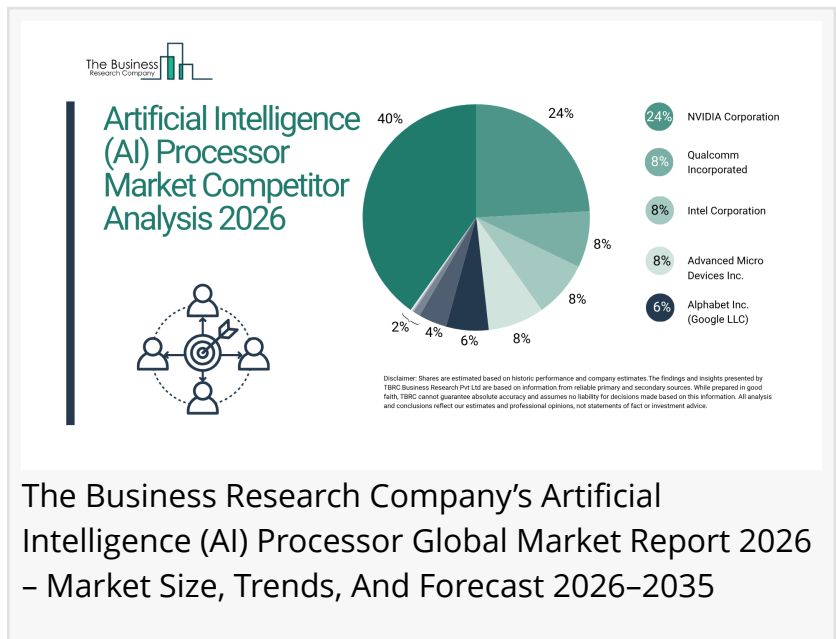 The Business
Research Company
Artificial Intelligence
(AI) Processor
Market Competitor
Analysis 2026
40%
24%
8%
8%
8%
6%
4%
2%
24% NVIDIA Corporation
8% Qualcomm
Incorporated
8% Intel Corporation
8% Advanced Micro
Devices Inc.
6% Alphabet Inc.
(Google LLC)
Disclaimer: Shares are estimated based on historic performance and company estimates.The findings and insights presented by
TBRC Business Research Pvt Ltd are based on information from reliable primary and secondary sources. While prepared in good
faith, TBRC cannot guarantee absolute accuracy and assumes no liability for decisions made based on this information. All analysis
and conclusions reflect our estimates and professional opinions, not statements of fact or investment advice.
The Business Research Company’s Artificial
Intelligence (AI) Processor Global Market Report 2026
– Market Size, Trends, And Forecast 2026–2035